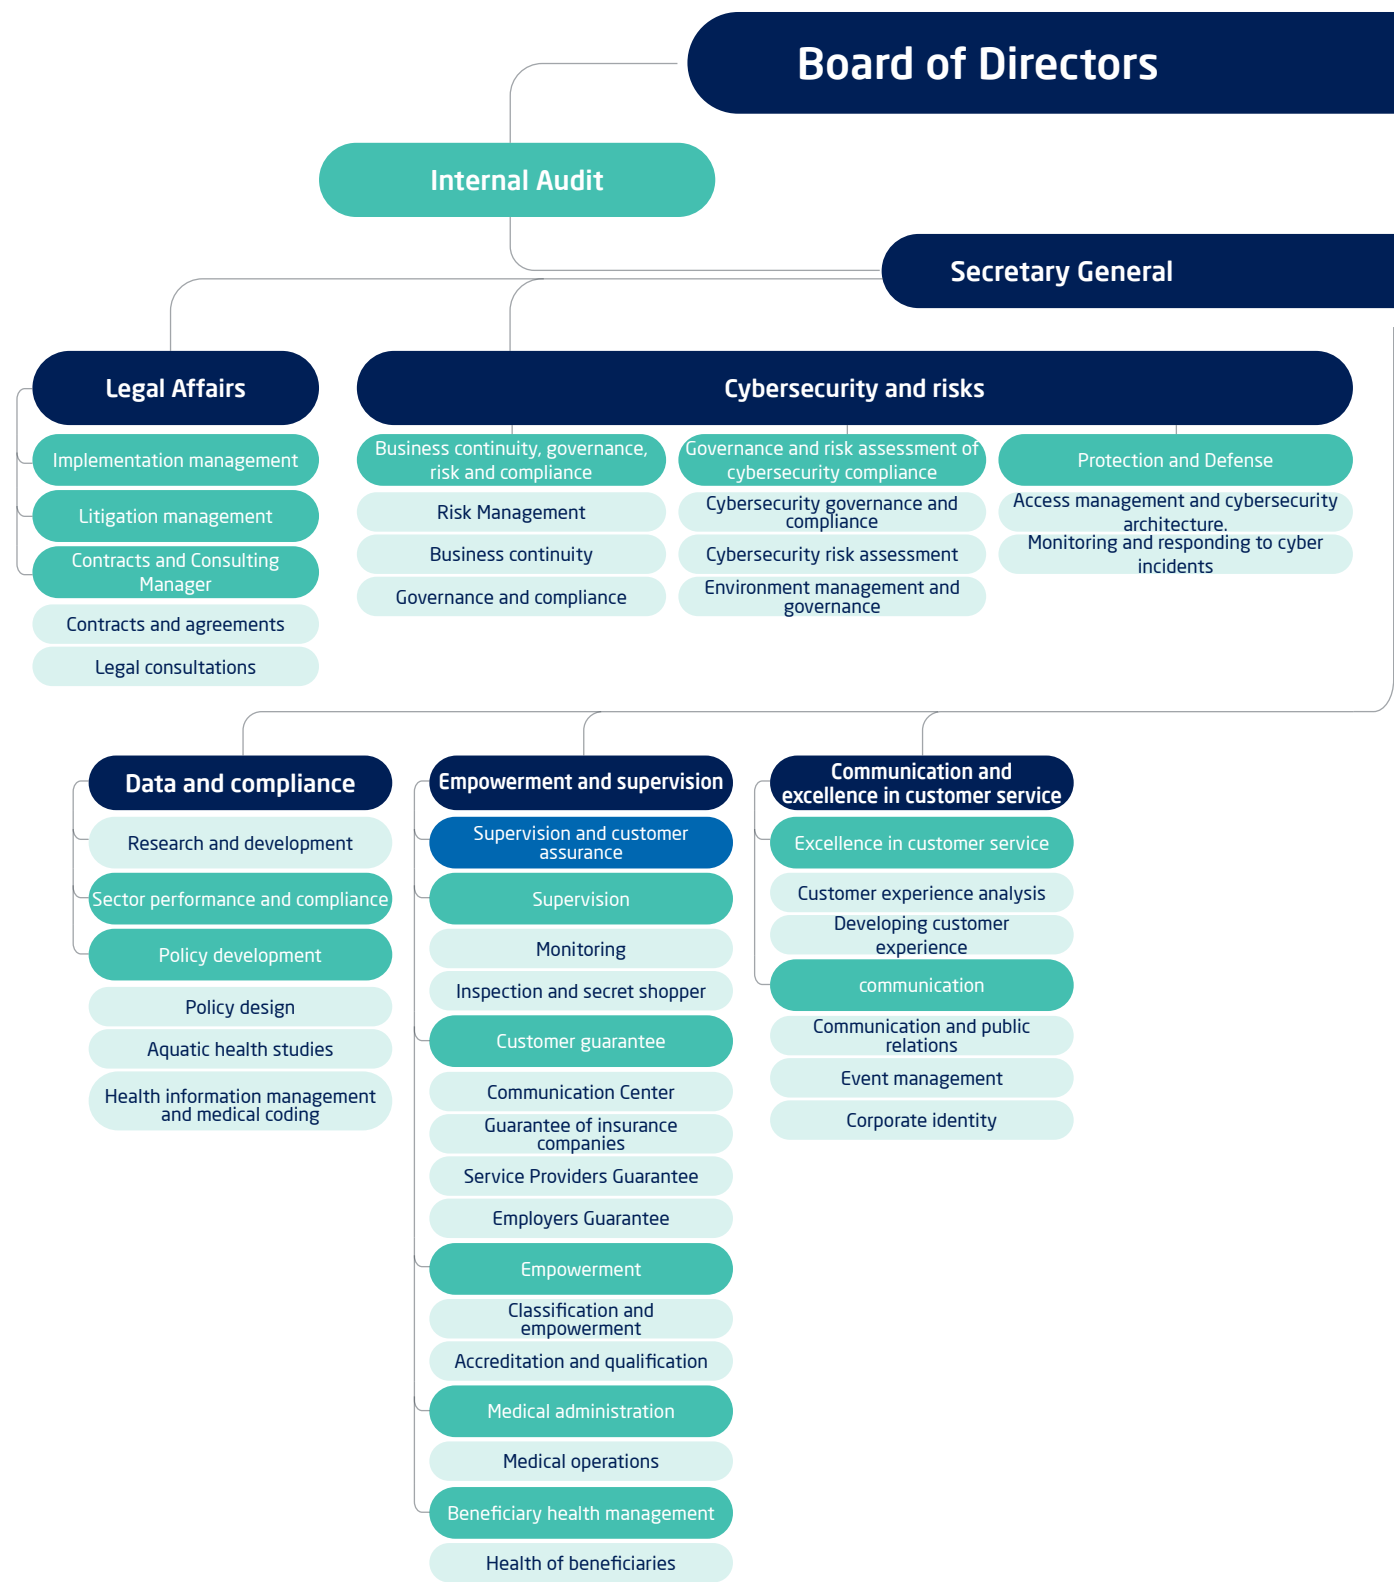 Board of Directors
Internal Audit
Secretary General
Legal Affairs
Implementation management
Litigation management
Contracts and Consulting
Manager
Contracts and agreements
Legal consultations
Cybersecurity and risks
Business continuity, governance,
risk and compliance
Risk Management
Business continuity
Governance and compliance
Governance and risk assessment of
cybersecurity compliance
Cybersecurity governance and
compliance
Cybersecurity risk assessment
Environment management and
governance
Protection and Defense
Access management and cybersecurity
architecture.
Monitoring and responding to cyber
incidents
Data and compliance
Research and development
Sector performance and compliance
Policy development
Policy design
Aquatic health studies
Health information management
and medical coding
Empowerment and supervision
Supervision and customer
assurance
Supervision
Monitoring
Inspection and secret shopper
Customer guarantee
Communication Center
Guarantee of insurance
companies
Service Providers Guarantee
Employers Guarantee
Empowerment
Classification and
empowerment
Accreditation and qualification
Medical administration
Medical operations
Beneficiary health management
Health of beneficiaries
Communication and
excellence in customer service
Excellence in customer service
Customer experience analysis
Developing customer
experience
communication
Communication and public
relations
Event management
Corporate identity